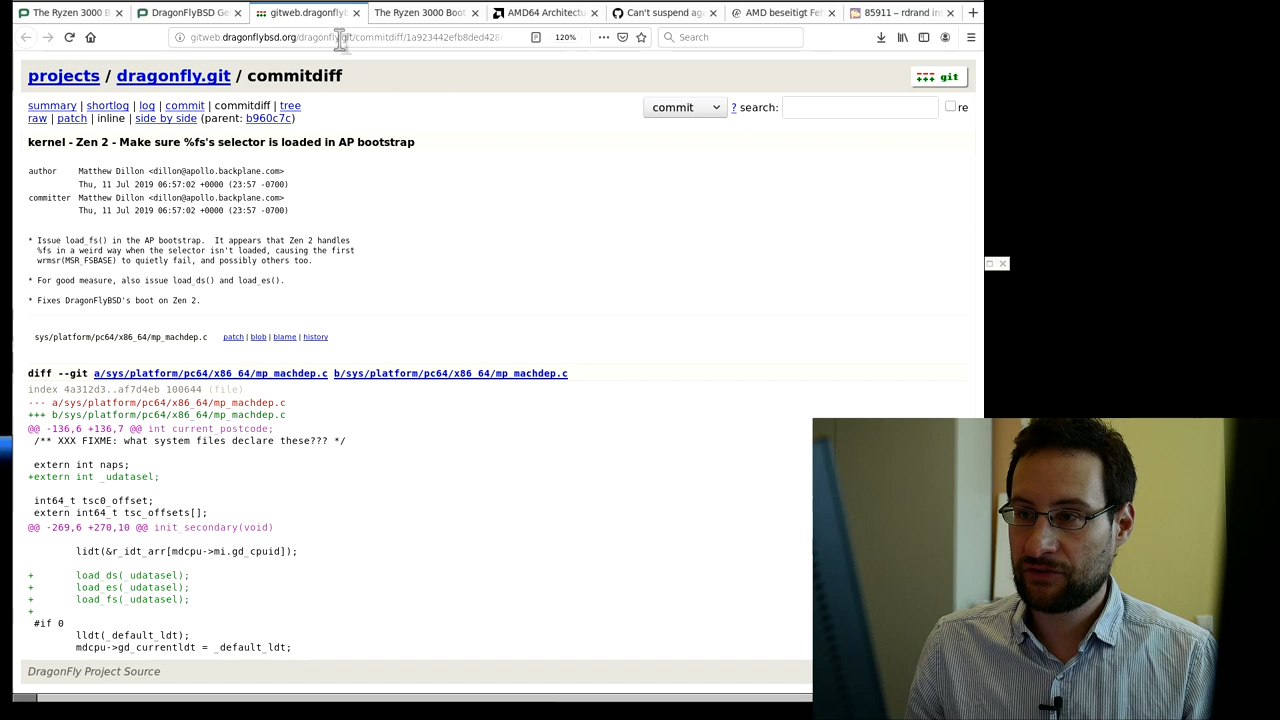 The Ryzen 3000 B
DragonFlyBSD Ge
gitweb.dragonflyb
The Ryzen 3000 Boot
AMD64 Architectu
Can't suspend ag
AMD beseitigt Feh
85911 – rdrand in
gitweb.dragonflybsd.org/dragonfly.git/commitdiff/1a923442efb8ded428
120%
Search
projects / dragonfly.git / commitdiff
git
summary | shortlog | log | commit | commitdiff | tree
commit ? search: re
raw | patch | inline | side by side (parent: b960c7c)
kernel - Zen 2 - Make sure %fs's selector is loaded in AP bootstrap
author Matthew Dillon <dillon@apollo.backplane.com>
Thu, 11 Jul 2019 06:57:02 +0000 (23:57 -0700)
committer Matthew Dillon <dillon@apollo.backplane.com>
Thu, 11 Jul 2019 06:57:02 +0000 (23:57 -0700)
* Issue load_fs() in the AP bootstrap. It appears that Zen 2 handles
%fs in a weird way when the selector isn't loaded, causing the first
wrmsr(MSR_FSBASE) to quietly fail, and possibly others too.
* For good measure, also issue load_ds() and load_es().
* Fixes DragonFlyBSD's boot on Zen 2.
sys/platform/pc64/x86_64/mp_machdep.c patch | blob | blame | history
diff --git a/sys/platform/pc64/x86_64/mp_machdep.c b/sys/platform/pc64/x86_64/mp_machdep.c
index 4a312d3..af7d4eb 100644 (file)
--- a/sys/platform/pc64/x86_64/mp_machdep.c
+++ b/sys/platform/pc64/x86_64/mp_machdep.c
@@ -136,6 +136,7 @@ int current_postcode;
/** XXX FIXME: what system files declare these??? */
extern int naps;
+extern int _udatasel;
int64_t tsc0_offset;
extern int64_t tsc_offsets[];
@@ -269,6 +270,10 @@ init_secondary(void)
lidt(&r_idt_arr[mdcpu->mi.gd_cpuid]);
+ load_ds(_udatasel);
+ load_es(_udatasel);
+ load_fs(_udatasel);
+
#if 0
lldt(_default_ldt);
mdcpu->gd_currentldt = _default_ldt;
DragonFly Project Source